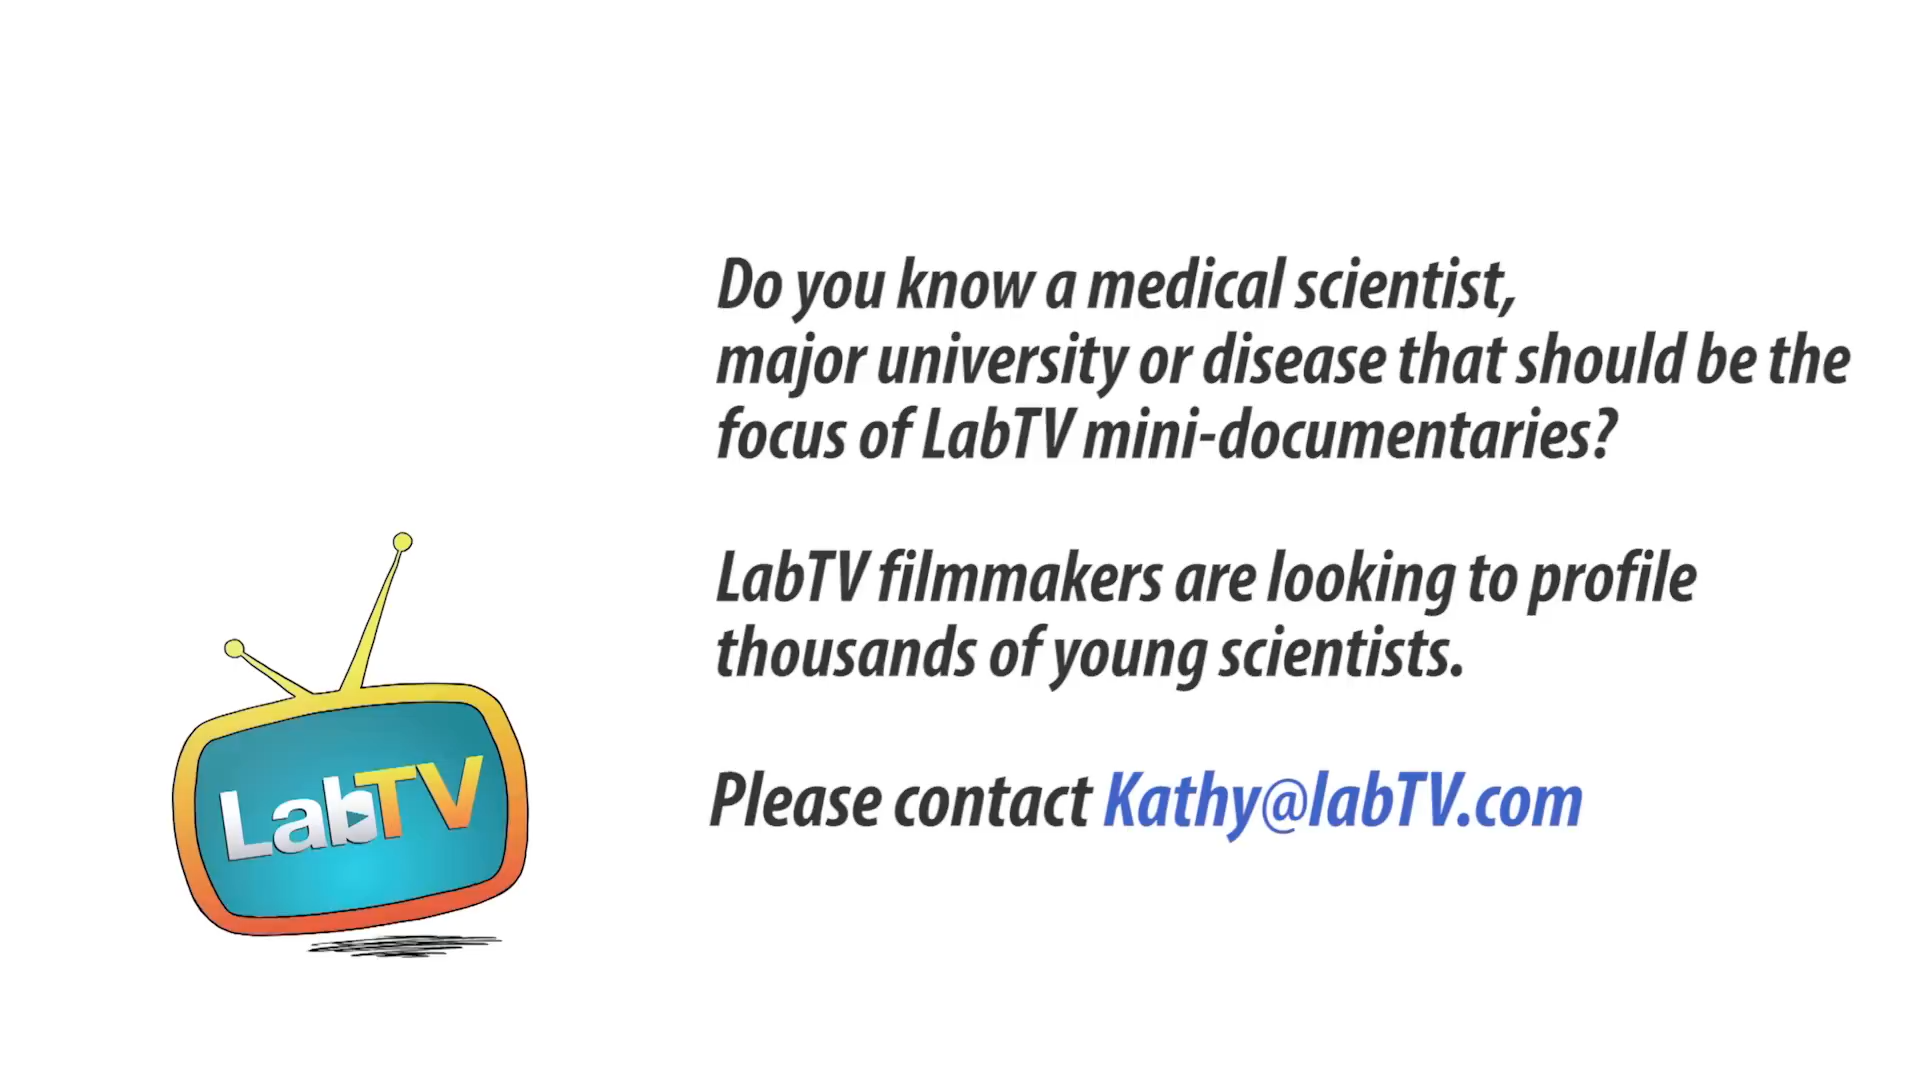 Do you know a medical scientist,
major university or disease that should be the
focus of LabTV mini-documentaries?
LabTV filmmakers are looking to profile
thousands of young scientists.
Please contact Kathy@labTV.com
LabTV